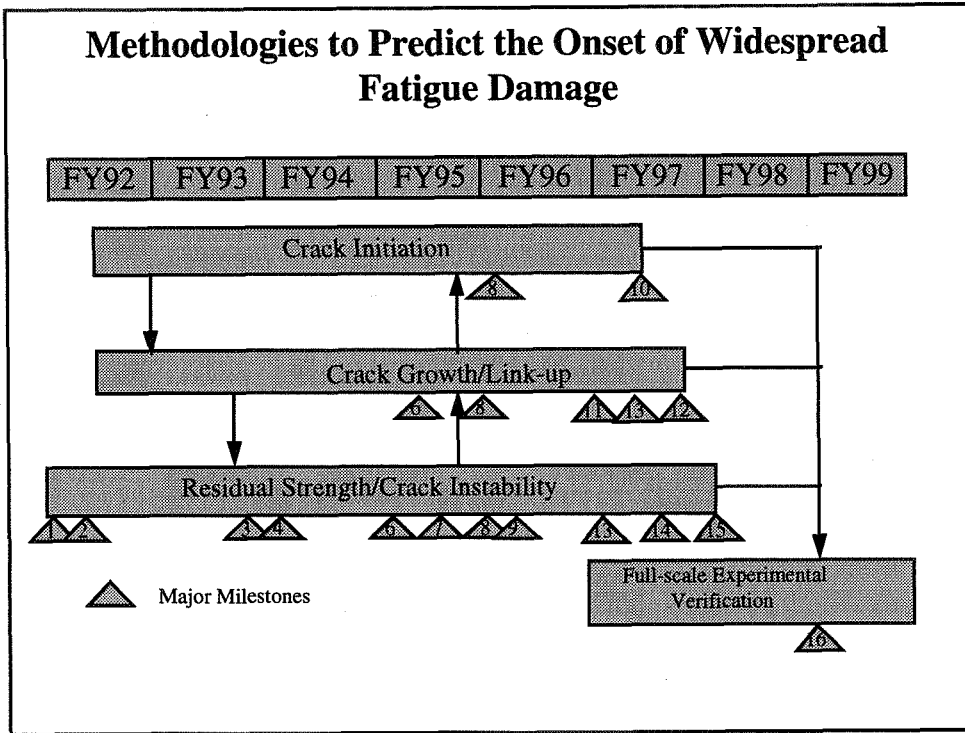 Methodologies to Predict the Onset of Widespread
Fatigue Damage
FY92 FY93 FY94 FY95 FY96 FY97 FY98 FY99
Crack Initiation
8 10
Crack Growth/Link-up
6 8 11 13 12
Residual Strength/Crack Instability
1 2 3 4 6 7 8 9 13 14 15
Full-scale Experimental
Verification
Major Milestones
16